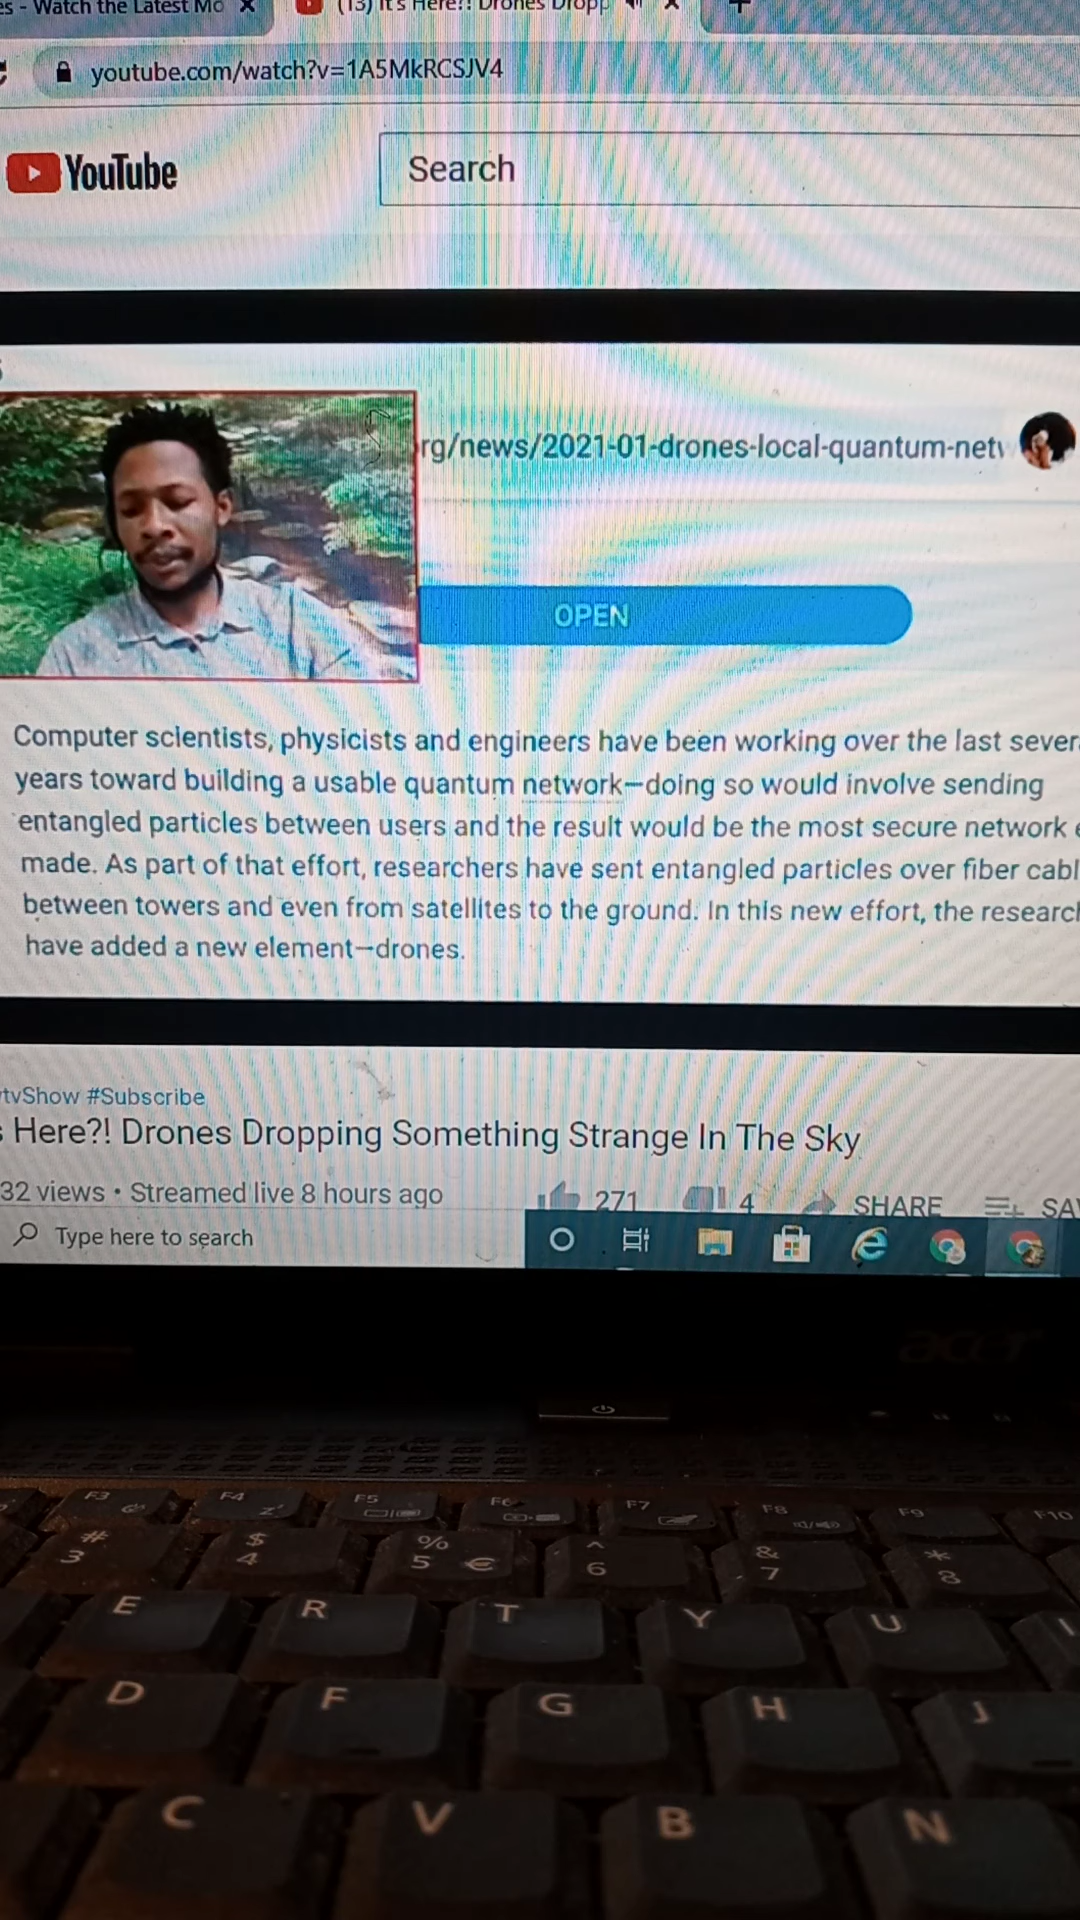 es - Watch the Latest Mo
(13) It's Here?! Drones Dropp
youtube.com/watch?v=1A5MkRCSJV4
YouTube
Search
rg/news/2021-01-drones-local-quantum-netw
OPEN
Computer scientists, physicists and engineers have been working over the last sever
years toward building a usable quantum network—doing so would involve sending
entangled particles between users and the result would be the most secure network e
made. As part of that effort, researchers have sent entangled particles over fiber cabl
between towers and even from satellites to the ground. In this new effort, the research
have added a new element—drones.
tvShow #Subscribe
s Here?! Drones Dropping Something Strange In The Sky
32 views • Streamed live 8 hours ago
271
4
SHARE
SAV
Type here to search
acer
F3 F4 F5 F6 F7 F8 F9 F10
# 3 $ 4 % 5 € ^ 6 & 7 * 8
E R T Y U I
D F G H J
C V B N